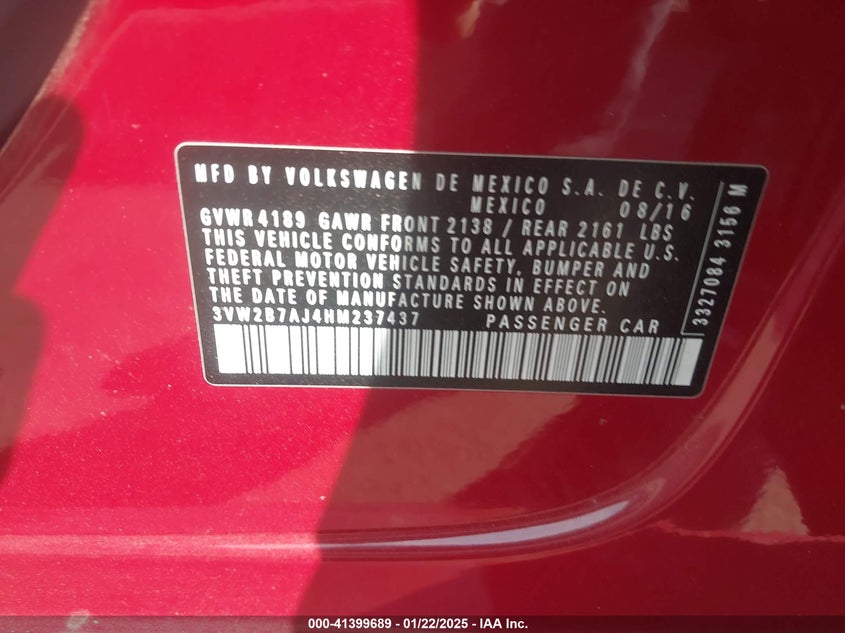 MFD BY VOLKSWAGEN DE MEXICO S.A. DE C.V.
MEXICO 08/16
GVWR 4189 GAWR FRONT 2138 / REAR 2161 LBS
THIS VEHICLE CONFORMS TO ALL APPLICABLE U.S.
FEDERAL MOTOR VEHICLE SAFETY, BUMPER AND
THEFT PREVENTION STANDARDS IN EFFECT ON
THE DATE OF MANUFACTURE SHOWN ABOVE.
3VW2B7AJ4HM237437 PASSENGER CAR
3327084 3156 M
000-41399689 - 01/22/2025 - IAA Inc.